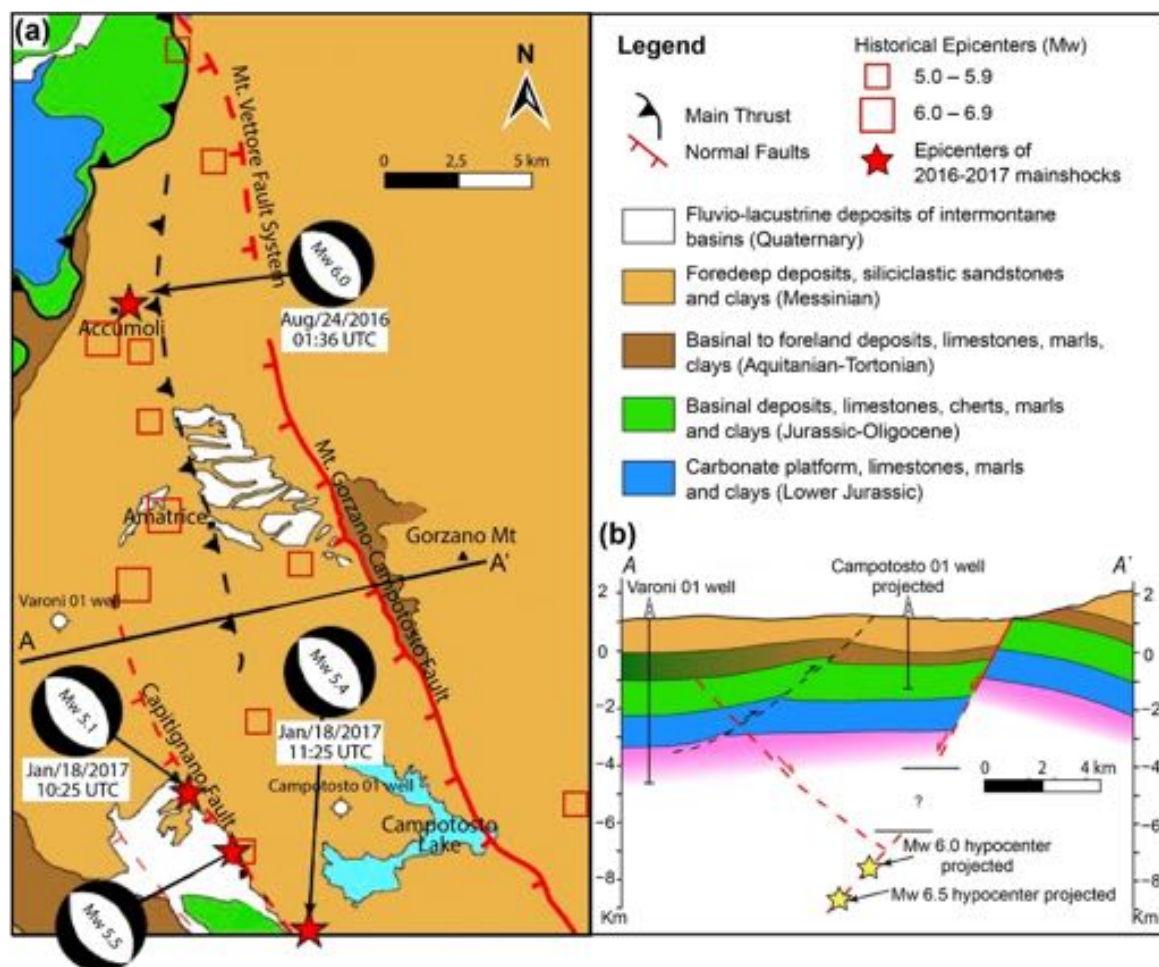 (a)
N
0 2,5 5 km
Mt. Vettore Fault System
Mw 6.0
Aug/24/2016
01:36 UTC
Accumoli
Mt. Gorzano-Campotosto Fault
Amatrice
Gorzano Mt
A'
Varoni 01 well
A
Mw 5.1
Mw 5.4
Capitignano Fault
Jan/18/2017
11:25 UTC
Jan/18/2017
10:25 UTC
Campotosto 01 well
Campotosto
Lake
Mw 5.5
Legend
Main Thrust
Normal Faults
Historical Epicenters (Mw)
5.0 – 5.9
6.0 – 6.9
Epicenters of
2016-2017 mainshocks
Fluvio-lacustrine deposits of intermontane
basins (Quaternary)
Foredeep deposits, siliciclastic sandstones
and clays (Messinian)
Basinal to foreland deposits, limestones, marls,
clays (Aquitanian-Tortonian)
Basinal deposits, limestones, cherts, marls
and clays (Jurassic-Oligocene)
Carbonate platform, limestones, marls
and clays (Lower Jurassic)
(b)
A
Varoni 01 well
Campotosto 01 well
projected
A'
2
0
-2
-4
-6
-8
Km
2
0
-2
-4
-6
-8
Km
0 2 4 km
?
Mw 6.0 hypocenter
projected
Mw 6.5 hypocenter projected